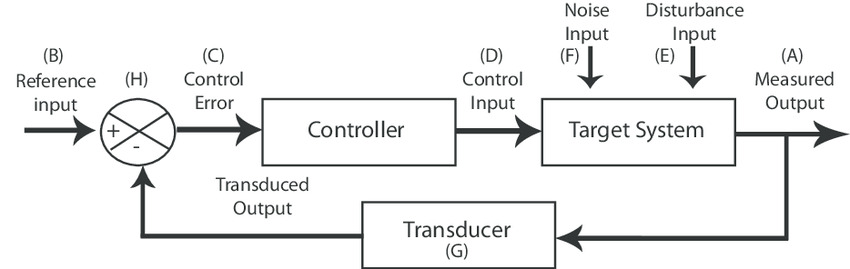 Noise
Input
(F)
Disturbance
Input
(E)
(B)
Reference
input
(H)
+
-
(C)
Control
Error
Controller
(D)
Control
Input
Target System
(A)
Measured
Output
Transduced
Output
Transducer
(G)